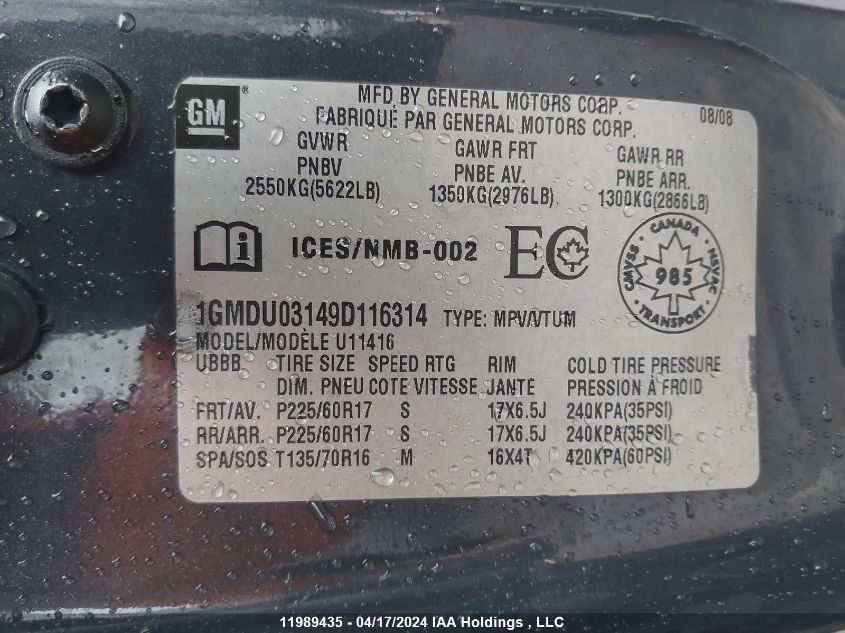 GM ®
MFD BY GENERAL MOTORS CORP. 08/08
FABRIQUÉ PAR GENERAL MOTORS CORP.
GVWR GAWR FRT GAWR RR
PNBV PNBE AV. PNBE ARR.
2550KG(5622LB) 1350KG(2976LB) 1300KG(2866LB)
i ICES/NMB-002 EC CANADA CMVSS NSVAC 985 TRANSPORT
1GMDU03149D116314 TYPE: MPV/VTUM
MODEL/MODÈLE U11416
UBBB TIRE SIZE SPEED RTG RIM COLD TIRE PRESSURE
DIM. PNEU COTE VITESSE JANTE PRESSION À FROID
FRT/AV. P225/60R17 S 17X6.5J 240KPA(35PSI)
RR/ARR. P225/60R17 S 17X6.5J 240KPA(35PSI)
SPA/SOS T135/70R16 M 16X4T 420KPA(60PSI)
11989435 - 04/17/2024 IAA Holdings , LLC